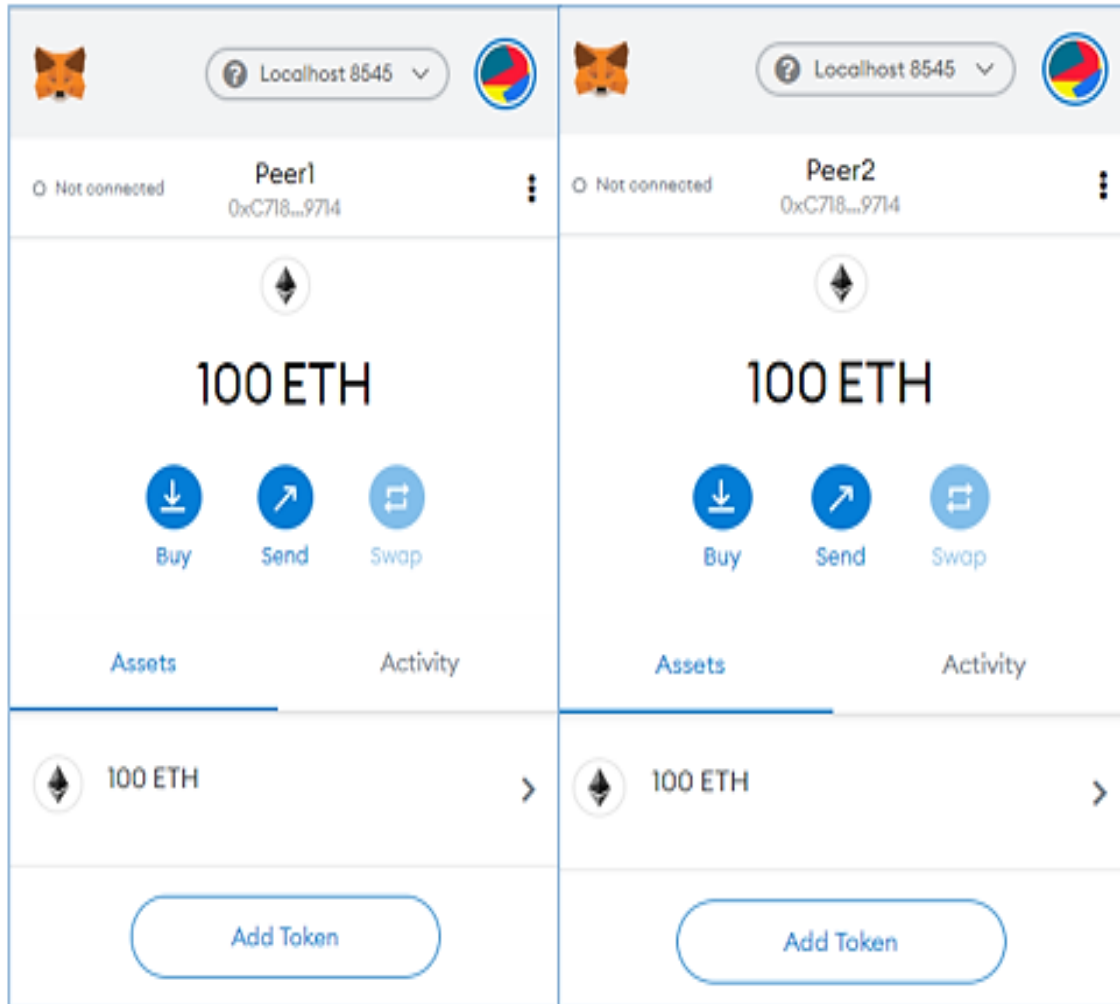 ? Localhost 8545
Not connected
Peer1
0xC718...9714
100 ETH
Buy Send Swap
Assets Activity
100 ETH
Add Token
? Localhost 8545
Not connected
Peer2
0xC718...9714
100 ETH
Buy Send Swap
Assets Activity
100 ETH
Add Token